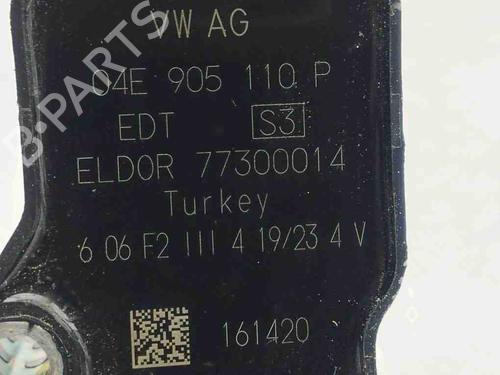 B-PARTS
VW AG
04E 905 110 P
EDT S3
ELDOR 77300014
Turkey
6 06 F2 III 4 19/23 4 V
161420